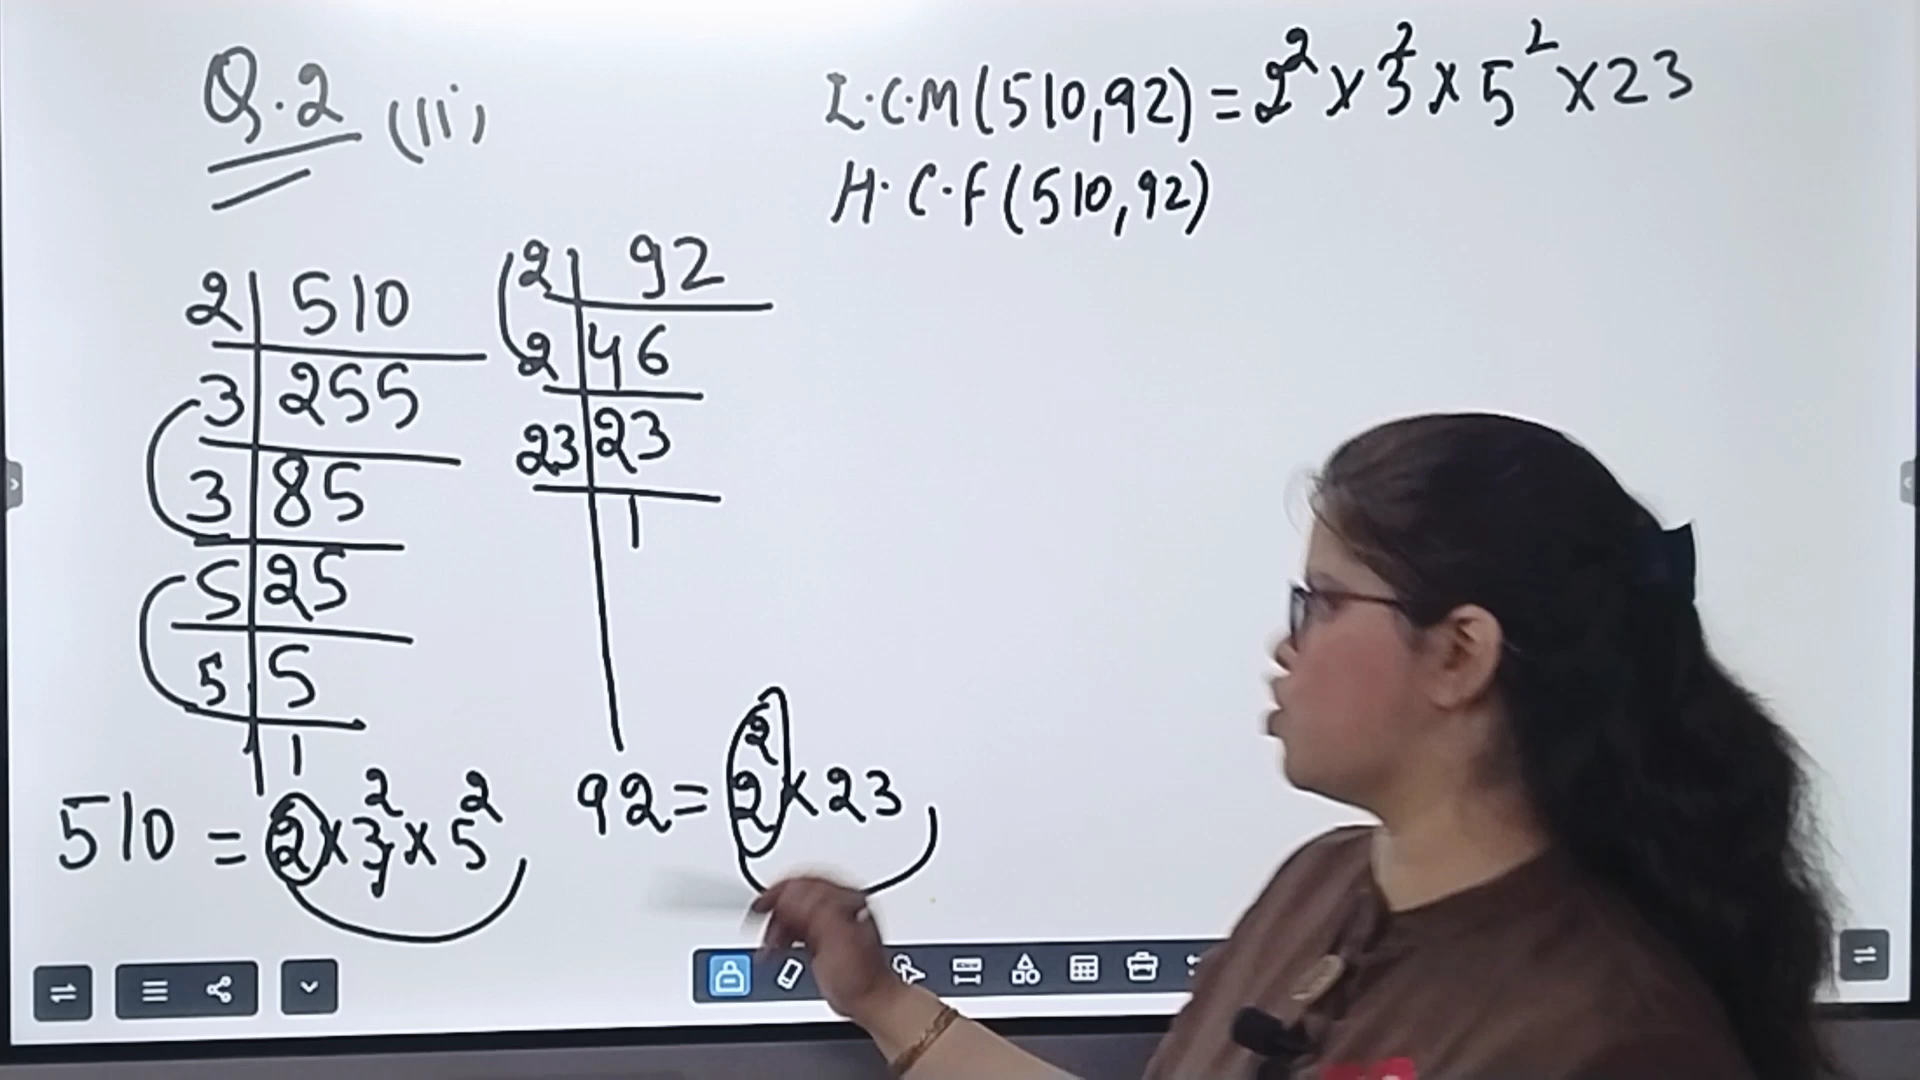 Q.2 (ii)
L.C.M (510,92) = 2² × 3² × 5² × 23
H.C.F (510,92)
2 | 510
3 | 255
3 | 85
5 | 25
5 | 5
1
2 | 92
2 | 46
23 | 23
1
510 = 2 × 3² × 5²
92 = 2² × 23